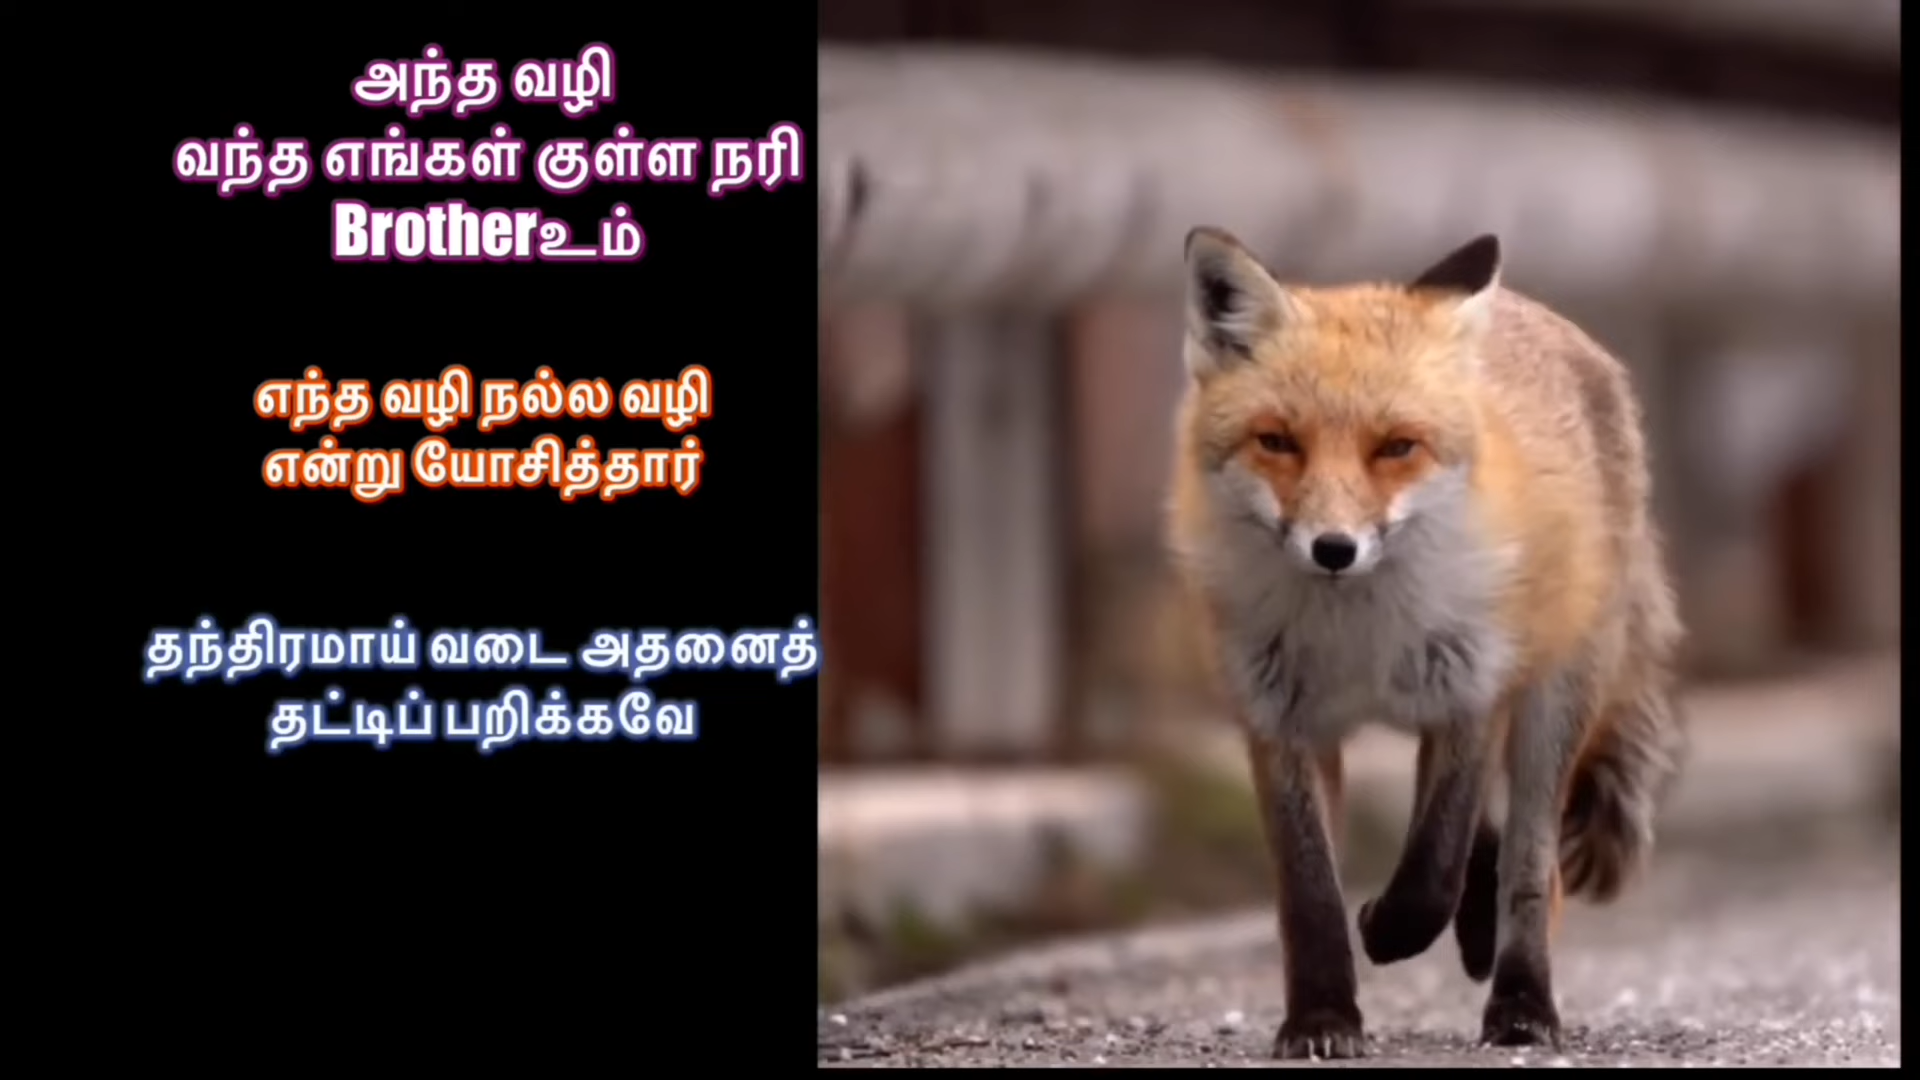 அந்த வழி
வந்த எங்கள் குள்ள நரி
Brotherஉம்
எந்த வழி நல்ல வழி
என்று யோசித்தார்
தந்திரமாய் வடை அதனைத்
தட்டிப் பறிக்கவே